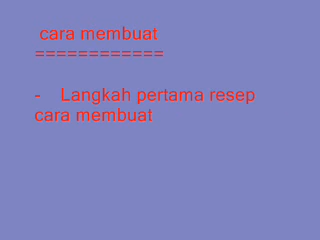 cara membuat
============
-   Langkah pertama resep
cara membuat